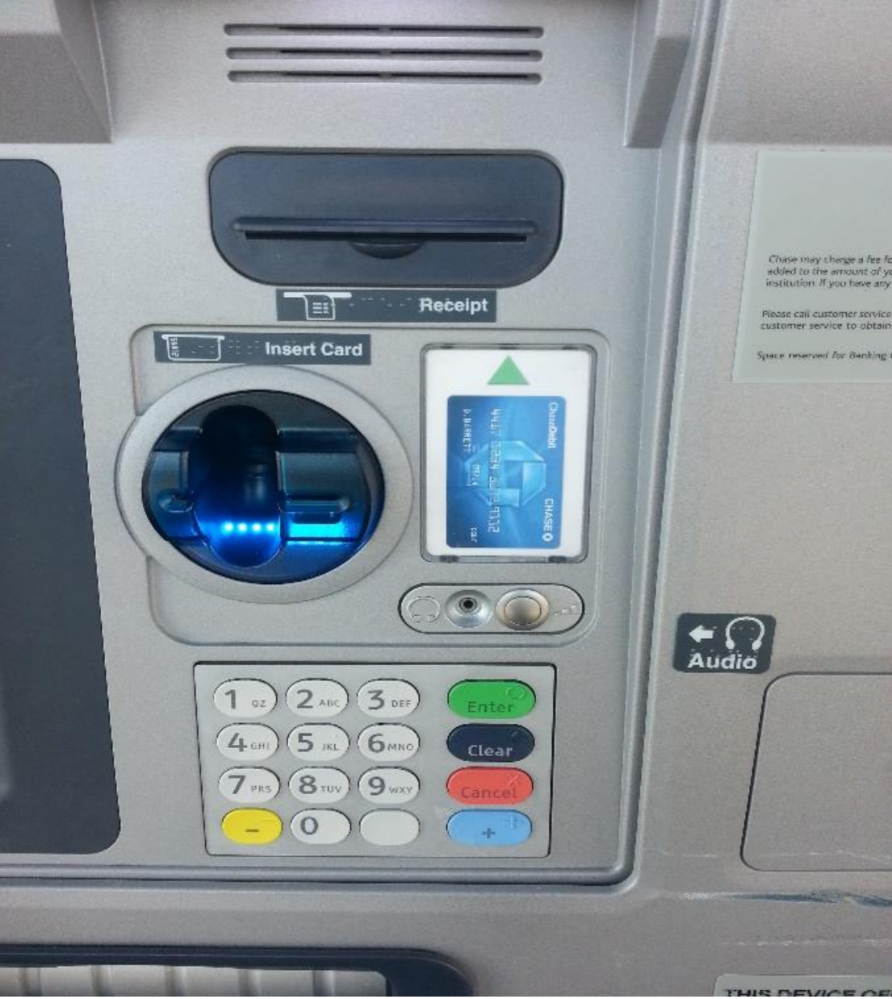 Receipt
Insert Card
Chase may charge a fee fo
added to the amount of yo
institution. If you have any
Please call customer service
customer service to obtain
Space reserved for Banking
CHASE
Audio
1 QZ 2 ABC 3 DEF Enter
4 GHI 5 JKL 6 MNO Clear
7 PRS 8 TUV 9 WXY Cancel
- 0 +
THIS DEVICE